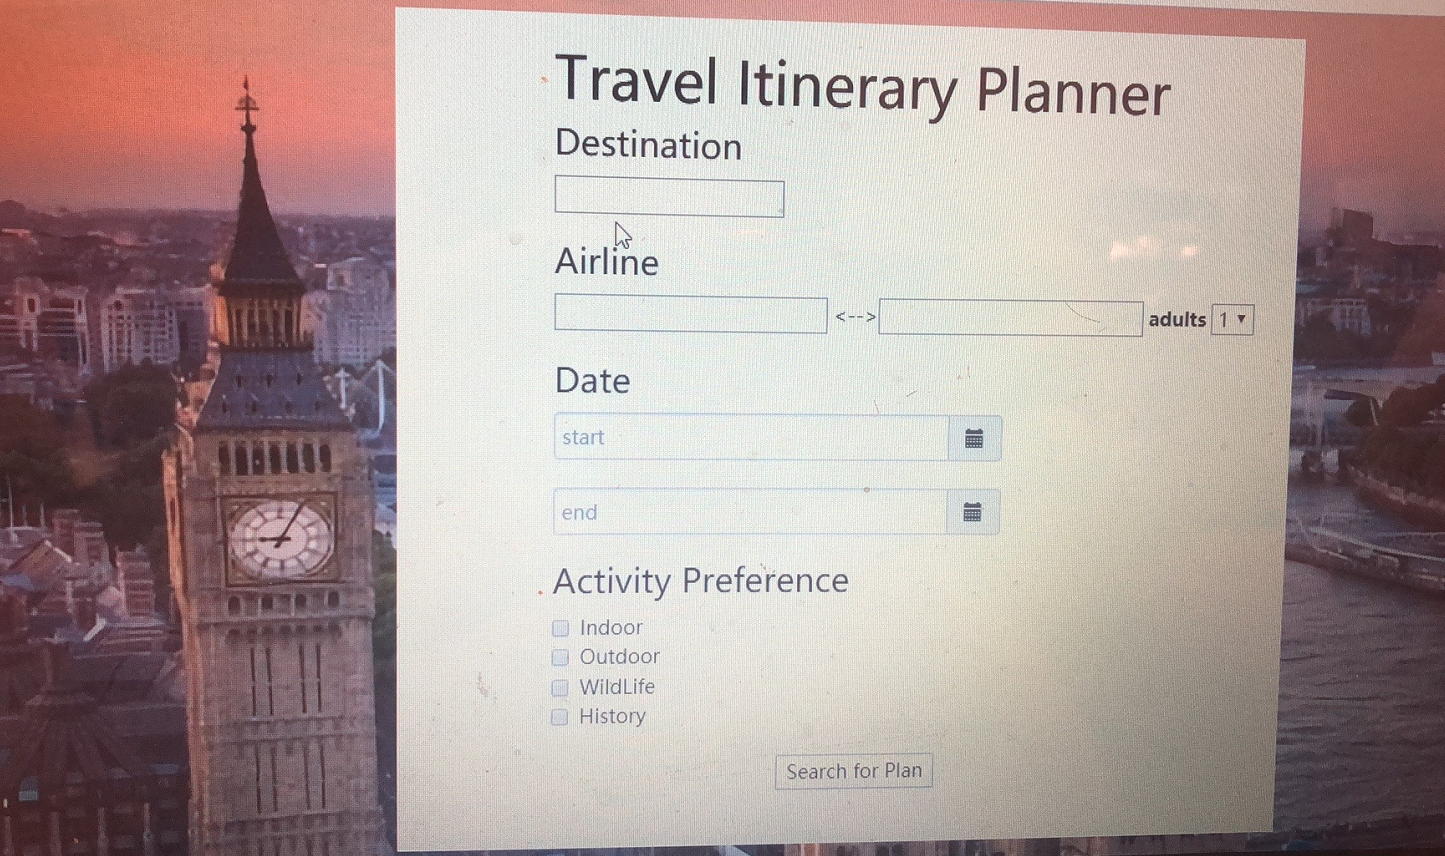 Travel Itinerary Planner
Destination
Airline
<--> adults 1
Date
start
end
Activity Preference
Indoor
Outdoor
WildLife
History
Search for Plan